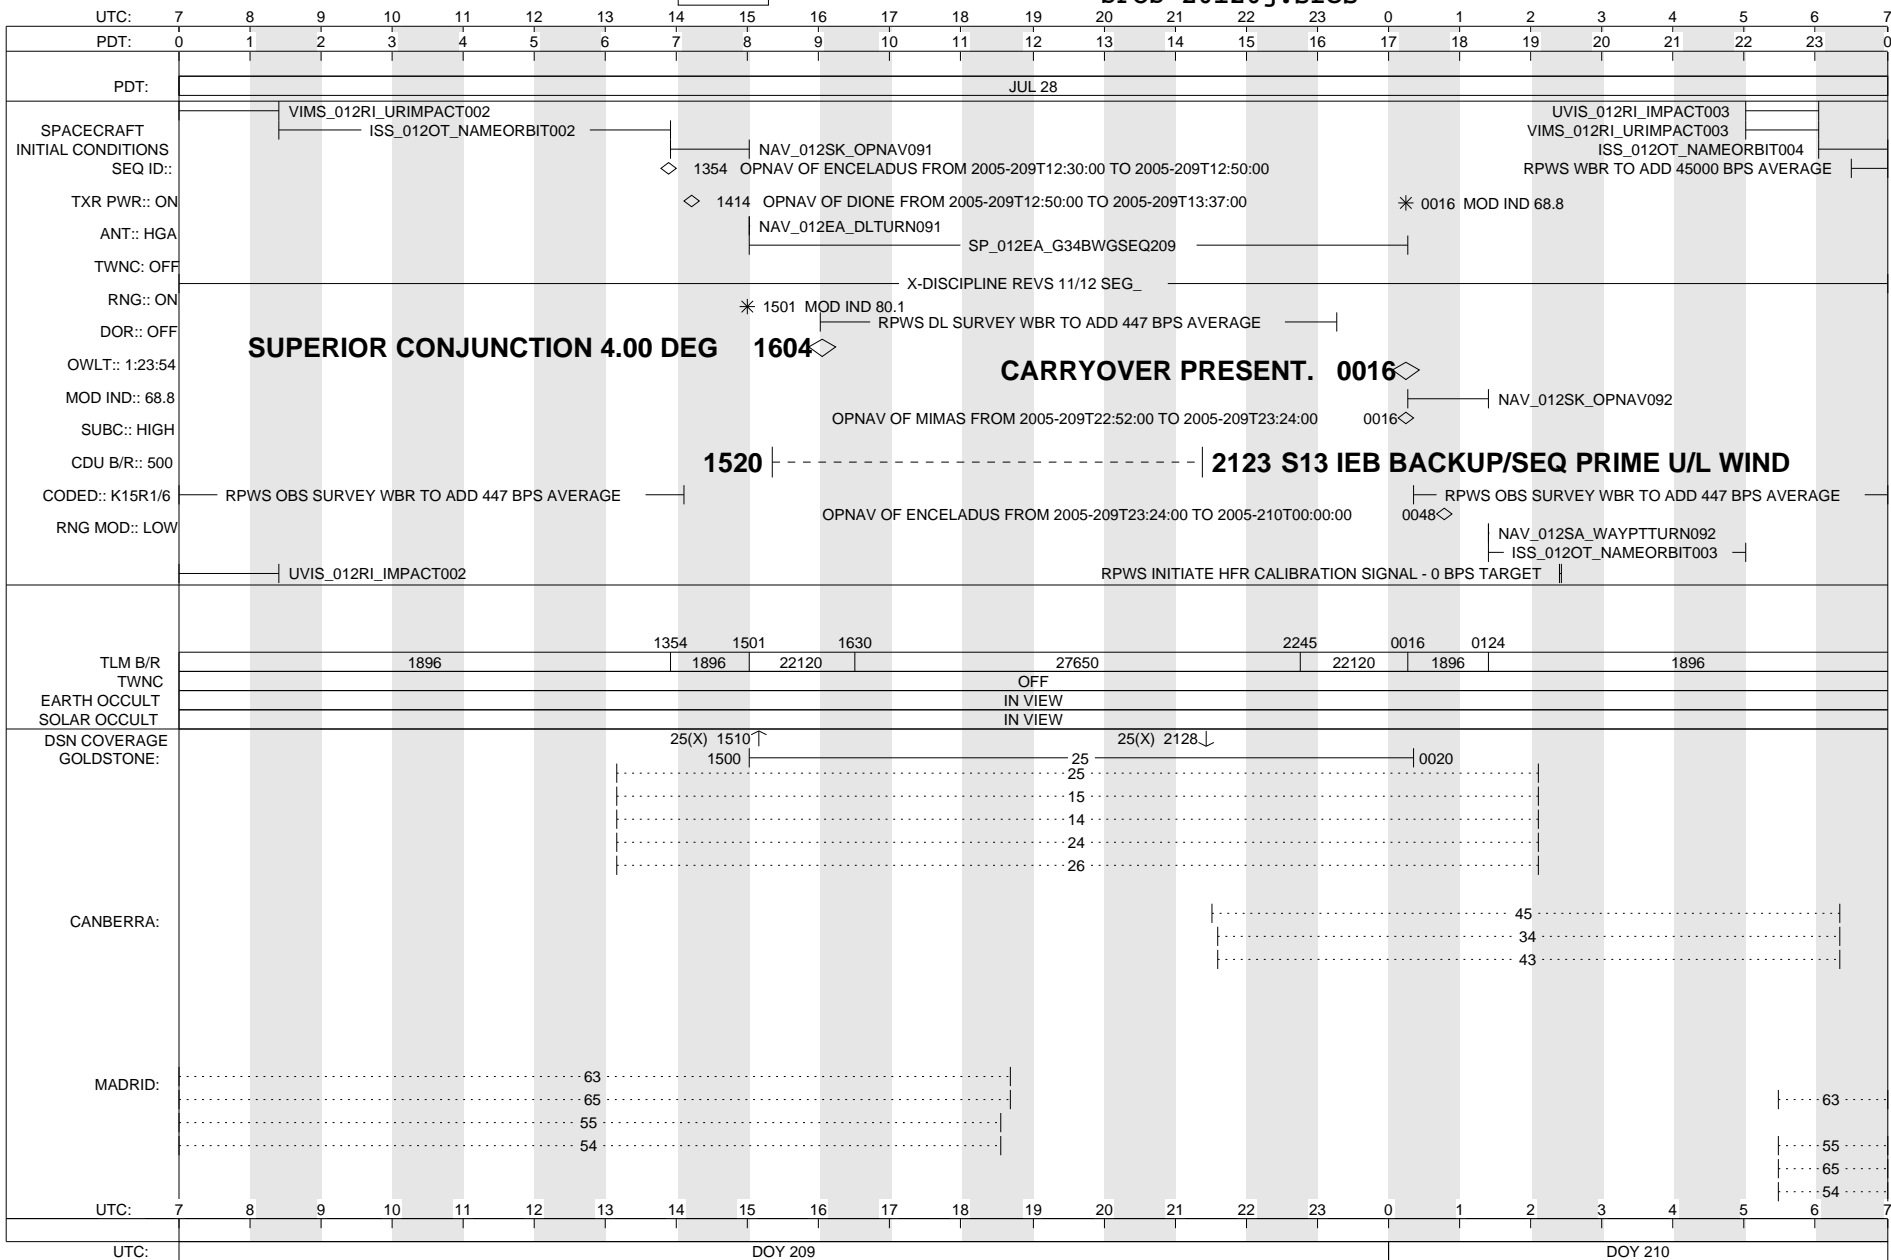 UTC: 7 8 9 10 11 12 13 14 15 16 17 18 19 20 21 22 23 0 1 2 3 4 5 6 7
PDT: 0 1 2 3 4 5 6 7 8 9 10 11 12 13 14 15 16 17 18 19 20 21 22 23 0
PDT: JUL 28
VIMS_012RI_URIMPACT002 UVIS_012RI_IMPACT003
SPACECRAFT ISS_012OT_NAMEORBIT002 VIMS_012RI_URIMPACT003
INITIAL CONDITIONS NAV_012SK_OPNAV091 ISS_012OT_NAMEORBIT004
SEQ ID:: 1354 OPNAV OF ENCELADUS FROM 2005-209T12:30:00 TO 2005-209T12:50:00 RPWS WBR TO ADD 45000 BPS AVERAGE
TXR PWR:: ON 1414 OPNAV OF DIONE FROM 2005-209T12:50:00 TO 2005-209T13:37:00 0016 MOD IND 68.8
ANT:: HGA NAV_012EA_DLTURN091
SP_012EA_G34BWGSEQ209
TWNC: OFF
X-DISCIPLINE REVS 11/12 SEG_
RNG:: ON 1501 MOD IND 80.1
RPWS DL SURVEY WBR TO ADD 447 BPS AVERAGE
DOR:: OFF
SUPERIOR CONJUNCTION 4.00 DEG 1604
OWLT:: 1:23:54 CARRYOVER PRESENT. 0016
MOD IND:: 68.8 NAV_012SK_OPNAV092
OPNAV OF MIMAS FROM 2005-209T22:52:00 TO 2005-209T23:24:00 0016
SUBC:: HIGH
CDU B/R:: 500 1520 2123 S13 IEB BACKUP/SEQ PRIME U/L WIND
CODED:: K15R1/6 RPWS OBS SURVEY WBR TO ADD 447 BPS AVERAGE RPWS OBS SURVEY WBR TO ADD 447 BPS AVERAGE
OPNAV OF ENCELADUS FROM 2005-209T23:24:00 TO 2005-210T00:00:00 0048
RNG MOD:: LOW NAV_012SA_WAYPTTURN092
ISS_012OT_NAMEORBIT003
UVIS_012RI_IMPACT002 RPWS INITIATE HFR CALIBRATION SIGNAL - 0 BPS TARGET
1354 1501 1630 2245 0016 0124
TLM B/R 1896 1896 22120 27650 22120 1896 1896
TWNC OFF
EARTH OCCULT IN VIEW
SOLAR OCCULT IN VIEW
DSN COVERAGE 25(X) 1510 25(X) 2128
GOLDSTONE: 1500 25 0020
25
15
14
24
26
CANBERRA: 45
34
43
MADRID: 63
65 63
55
54 55
65
54
UTC: 7 8 9 10 11 12 13 14 15 16 17 18 19 20 21 22 23 0 1 2 3 4 5 6 7
UTC: DOY 209 DOY 210